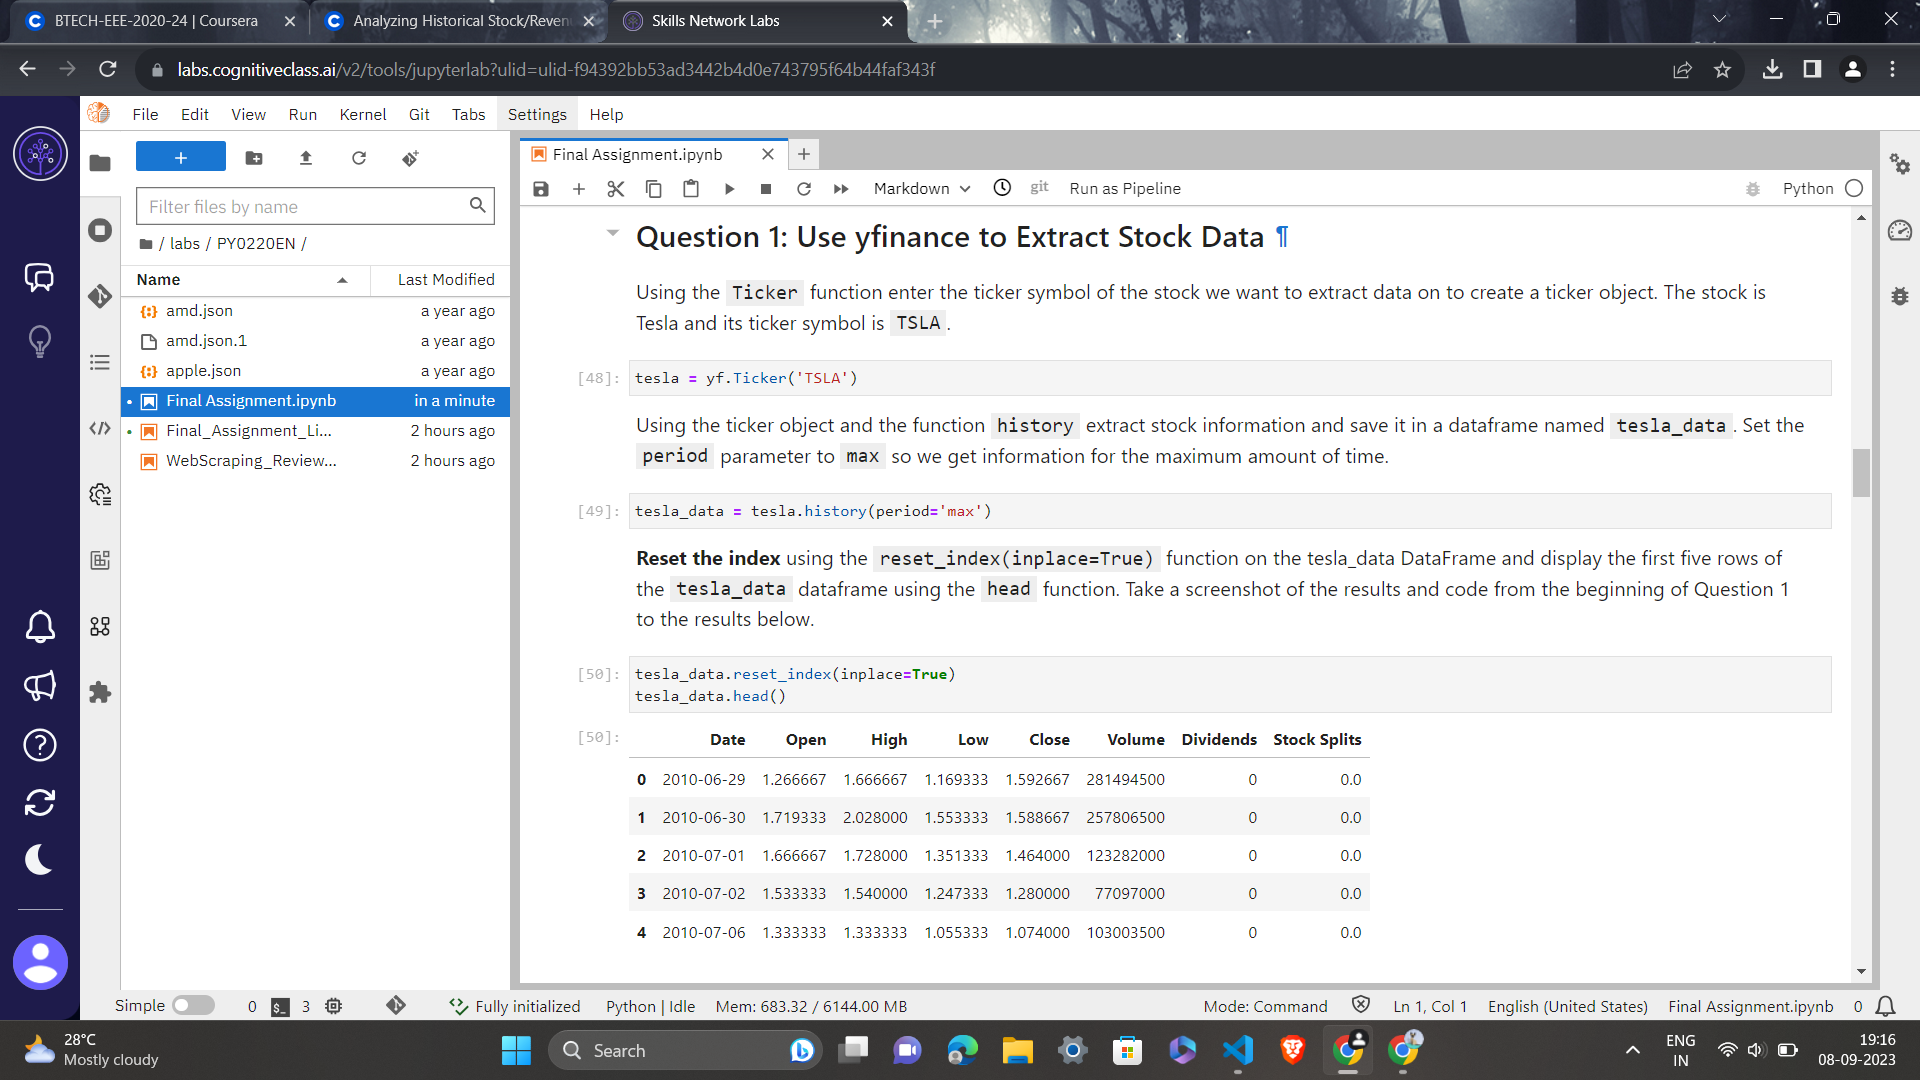 BTECH-EEE-2020-24 | Coursera
Analyzing Historical Stock/Reven
Skills Network Labs
labs.cognitiveclass.ai/v2/tools/jupyterlab?ulid=ulid-f94392bb53ad3442b4d0e743795f64b44faf343f
File Edit View Run Kernel Git Tabs Settings Help
Filter files by name
/ labs / PY0220EN /
Name Last Modified
amd.json a year ago
amd.json.1 a year ago
apple.json a year ago
Final Assignment.ipynb in a minute
Final_Assignment_Li... 2 hours ago
WebScraping_Review... 2 hours ago
Final Assignment.ipynb
Markdown git Run as Pipeline Python
Question 1: Use yfinance to Extract Stock Data ¶
Using the Ticker function enter the ticker symbol of the stock we want to extract data on to create a ticker object. The stock is
Tesla and its ticker symbol is TSLA .
[48]: tesla = yf.Ticker('TSLA')
Using the ticker object and the function history extract stock information and save it in a dataframe named tesla_data . Set the
period parameter to max so we get information for the maximum amount of time.
[49]: tesla_data = tesla.history(period='max')
Reset the index using the reset_index(inplace=True) function on the tesla_data DataFrame and display the first five rows of
the tesla_data dataframe using the head function. Take a screenshot of the results and code from the beginning of Question 1
to the results below.
[50]: tesla_data.reset_index(inplace=True)
tesla_data.head()
[50]: Date Open High Low Close Volume Dividends Stock Splits
0 2010-06-29 1.266667 1.666667 1.169333 1.592667 281494500 0 0.0
1 2010-06-30 1.719333 2.028000 1.553333 1.588667 257806500 0 0.0
2 2010-07-01 1.666667 1.728000 1.351333 1.464000 123282000 0 0.0
3 2010-07-02 1.533333 1.540000 1.247333 1.280000 77097000 0 0.0
4 2010-07-06 1.333333 1.333333 1.055333 1.074000 103003500 0 0.0
Simple 0 3 Fully initialized Python | Idle Mem: 683.32 / 6144.00 MB Mode: Command Ln 1, Col 1 English (United States) Final Assignment.ipynb 0
28°C
Mostly cloudy
Search
ENG
IN
19:16
08-09-2023